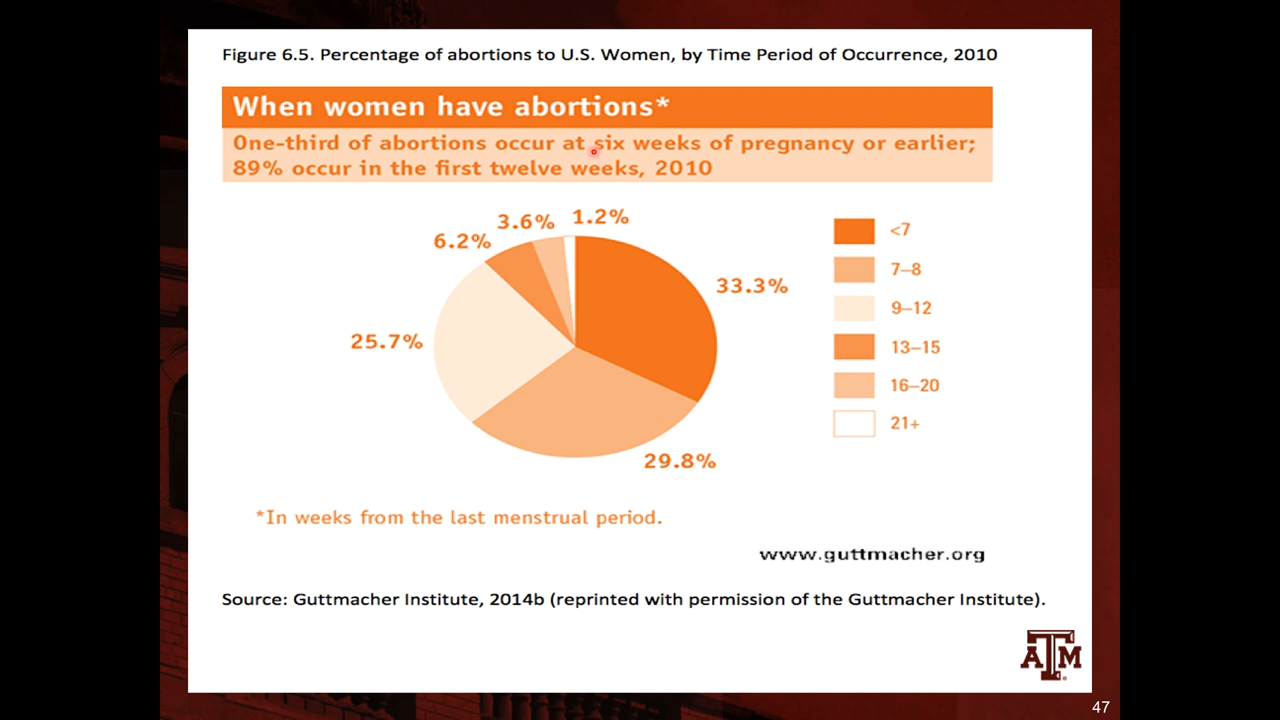 Figure 6.5. Percentage of abortions to U.S. Women, by Time Period of Occurrence, 2010
When women have abortions*
One-third of abortions occur at six weeks of pregnancy or earlier;
89% occur in the first twelve weeks, 2010
3.6%
1.2%
6.2%
33.3%
25.7%
29.8%
<7
7–8
9–12
13–15
16–20
21+
*In weeks from the last menstrual period.
www.guttmacher.org
Source: Guttmacher Institute, 2014b (reprinted with permission of the Guttmacher Institute).
ATM
47